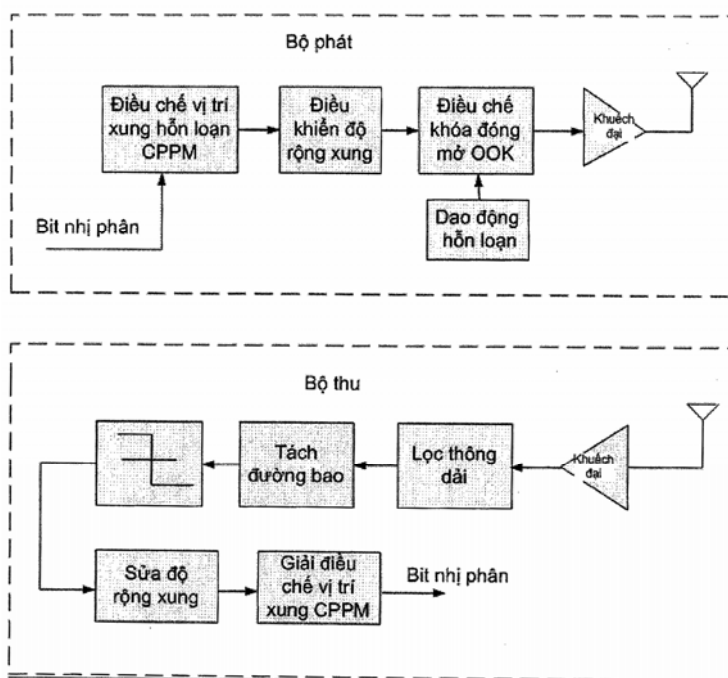 Bộ phát
Điều chế vị trí
xung hỗn loạn
CPPM
Điều
khiển độ
rộng xung
Điều chế
khóa đóng
mở OOK
Khuếch
đại
Bit nhị phân
Dao động
hỗn loạn
Bộ thu
Tách
đường bao
Lọc thông
dải
Khuếch
đại
Sửa độ
rộng xung
Giải điều
chế vị trí
xung CPPM
Bit nhị phân